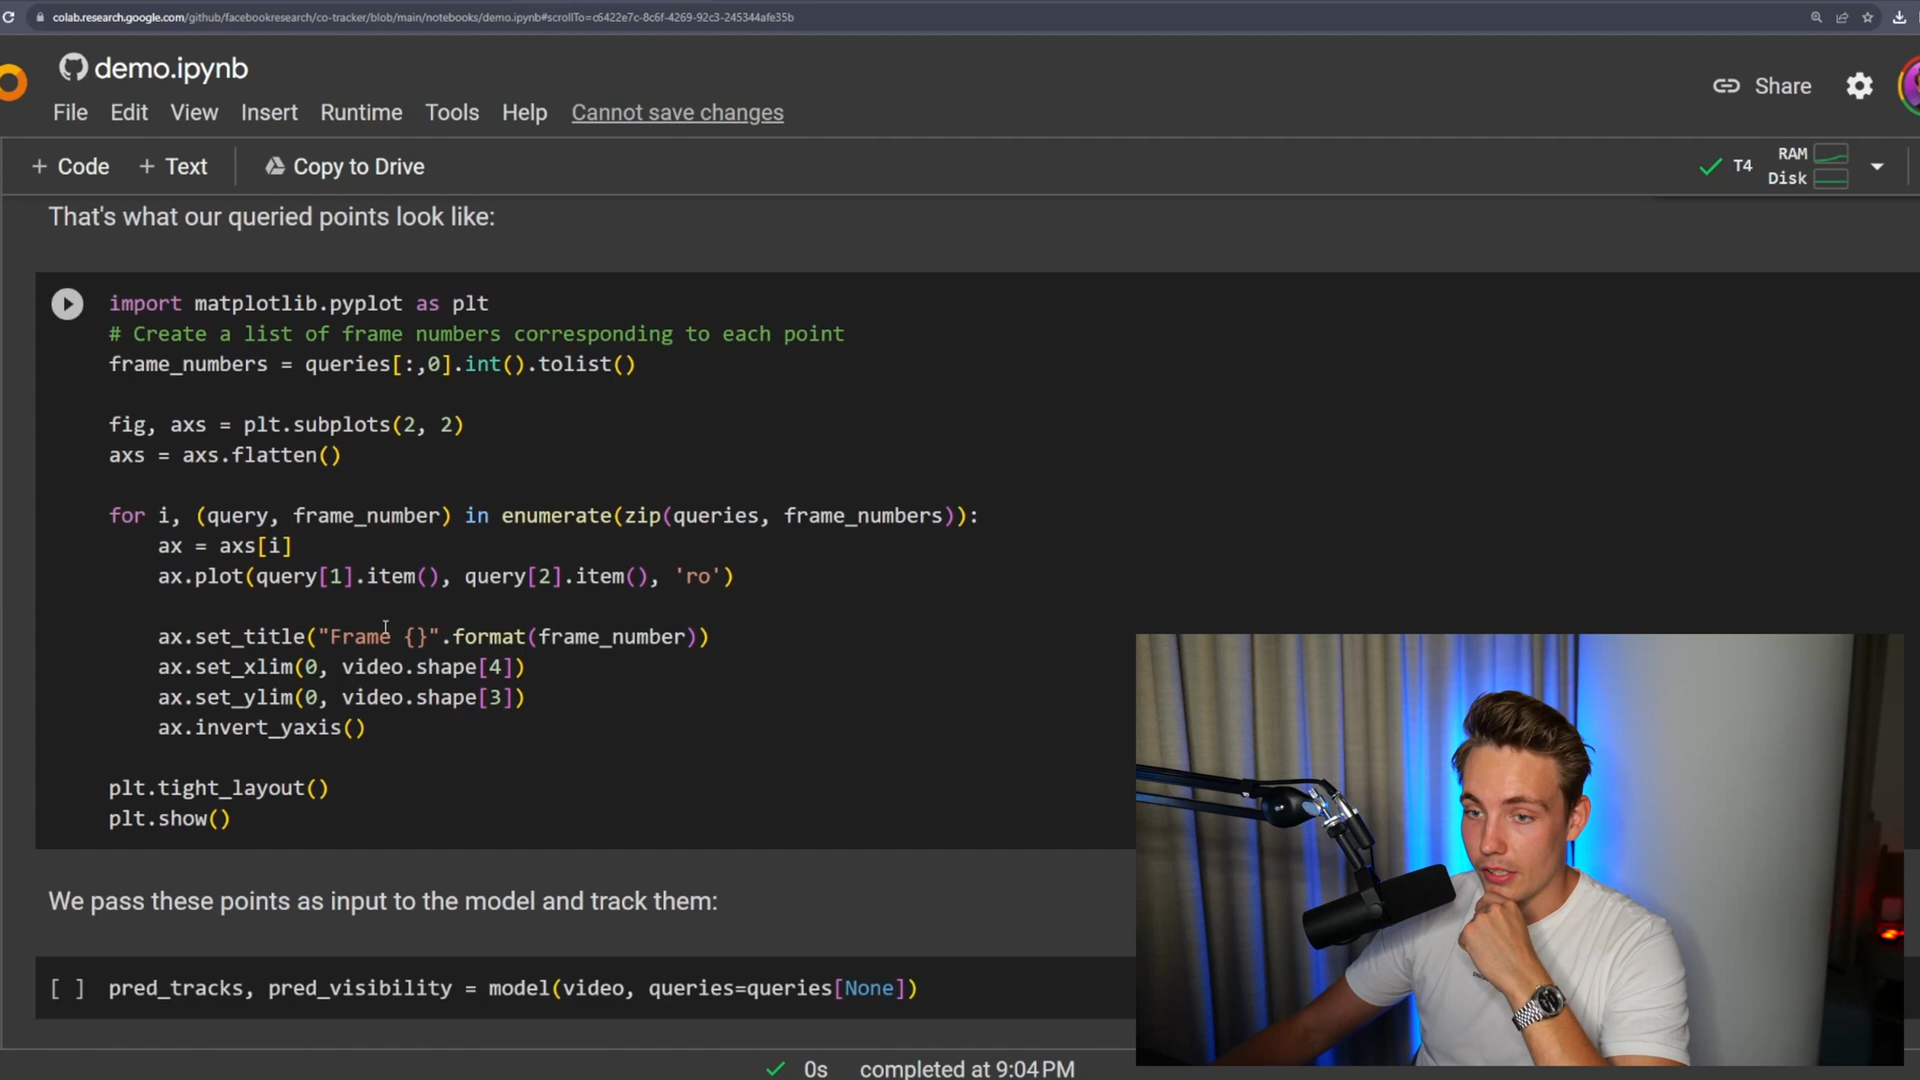 colab.research.google.com/github/facebookresearch/co-tracker/blob/main/notebooks/demo.ipynb#scrollTo=c6422e7c-8c6f-4269-92c3-245344afe35b
demo.ipynb
Share
File Edit View Insert Runtime Tools Help Cannot save changes
+ Code + Text Copy to Drive
T4 RAM
Disk
That's what our queried points look like:
import matplotlib.pyplot as plt
# Create a list of frame numbers corresponding to each point
frame_numbers = queries[:,0].int().tolist()
fig, axs = plt.subplots(2, 2)
axs = axs.flatten()
for i, (query, frame_number) in enumerate(zip(queries, frame_numbers)):
    ax = axs[i]
    ax.plot(query[1].item(), query[2].item(), 'ro')
    ax.set_title("Frame {}".format(frame_number))
    ax.set_xlim(0, video.shape[4])
    ax.set_ylim(0, video.shape[3])
    ax.invert_yaxis()
plt.tight_layout()
plt.show()
We pass these points as input to the model and track them:
[ ] pred_tracks, pred_visibility = model(video, queries=queries[None])
0s completed at 9:04 PM